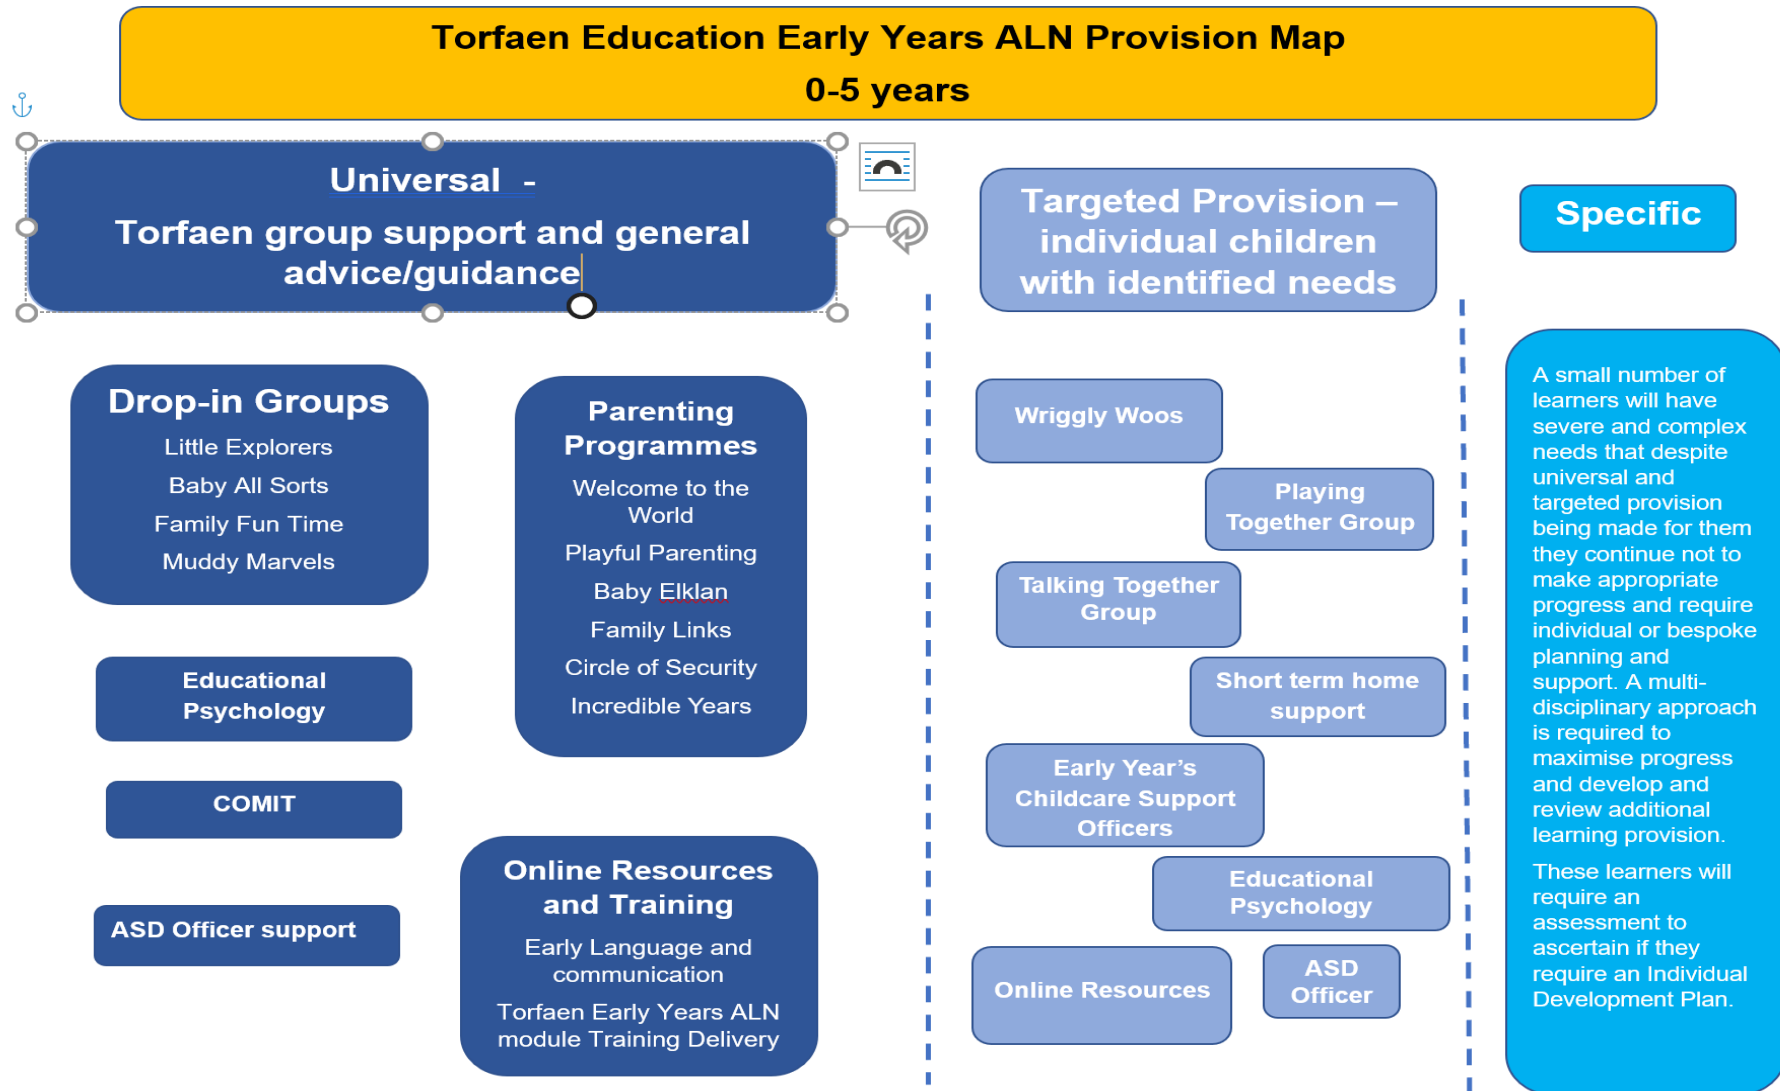 Torfaen Education Early Years ALN Provision Map
0-5 years
Universal  -
Torfaen group support and general
advice/guidance
Targeted Provision –
individual children
with identified needs
Specific
Drop-in Groups
Little Explorers
Baby All Sorts
Family Fun Time
Muddy Marvels
Parenting
Programmes
Welcome to the
World
Playful Parenting
Baby Elklan
Family Links
Circle of Security
Incredible Years
Educational
Psychology
COMIT
ASD Officer support
Online Resources
and Training
Early Language and
communication
Torfaen Early Years ALN
module Training Delivery
Wriggly Woos
Playing
Together Group
Talking Together
Group
Short term home
support
Early Year’s
Childcare Support
Officers
Educational
Psychology
Online Resources
ASD
Officer
A small number of
learners will have
severe and complex
needs that despite
universal and
targeted provision
being made for them
they continue not to
make appropriate
progress and require
individual or bespoke
planning and
support. A multi-
disciplinary approach
is required to
maximise progress
and develop and
review additional
learning provision.
These learners will
require an
assessment to
ascertain if they
require an Individual
Development Plan.